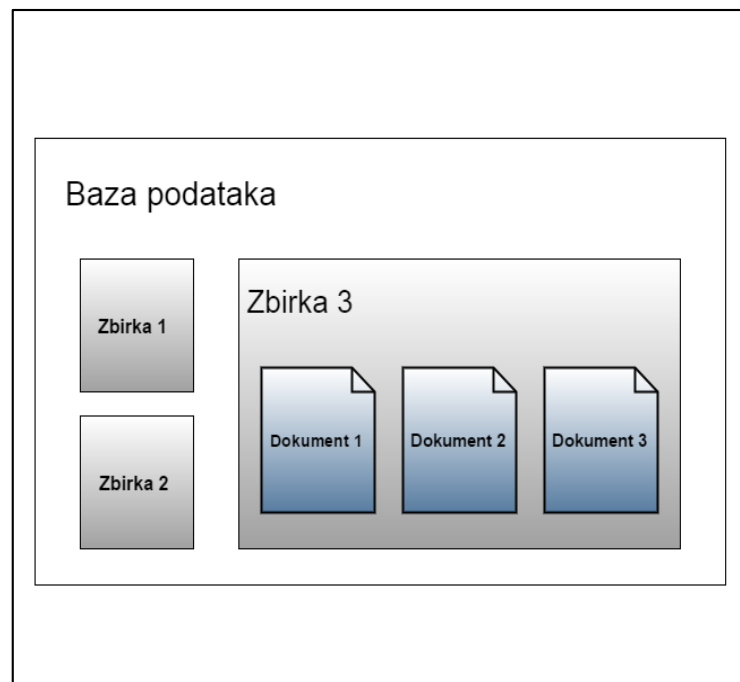 Baza podataka
Zbirka 1
Zbirka 2
Zbirka 3
Dokument 1
Dokument 2
Dokument 3